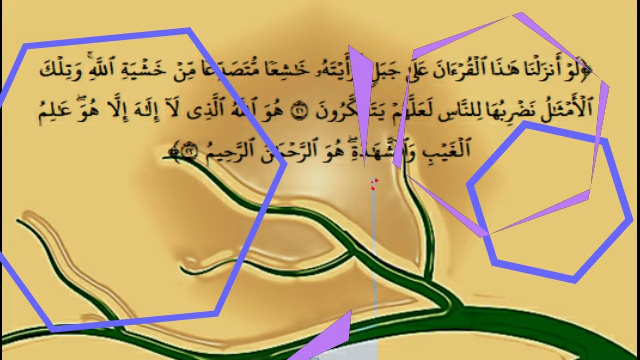 ﴿لَوْ أَنزَلْنَا هَٰذَا ٱلْقُرْءَانَ عَلَىٰ جَبَلٍ لَّرَأَيْتَهُۥ خَٰشِعًا مُّتَصَدِّعًا مِّنْ خَشْيَةِ ٱللَّهِ ۚ وَتِلْكَ
ٱلْأَمْثَٰلُ نَضْرِبُهَا لِلنَّاسِ لَعَلَّهُمْ يَتَفَكَّرُونَ ۝٢١ هُوَ ٱللَّهُ ٱلَّذِى لَآ إِلَٰهَ إِلَّا هُوَ ۖ عَٰلِمُ
ٱلْغَيْبِ وَٱلشَّهَٰدَةِ ۖ هُوَ ٱلرَّحْمَٰنُ ٱلرَّحِيمُ ۝٢٢﴾